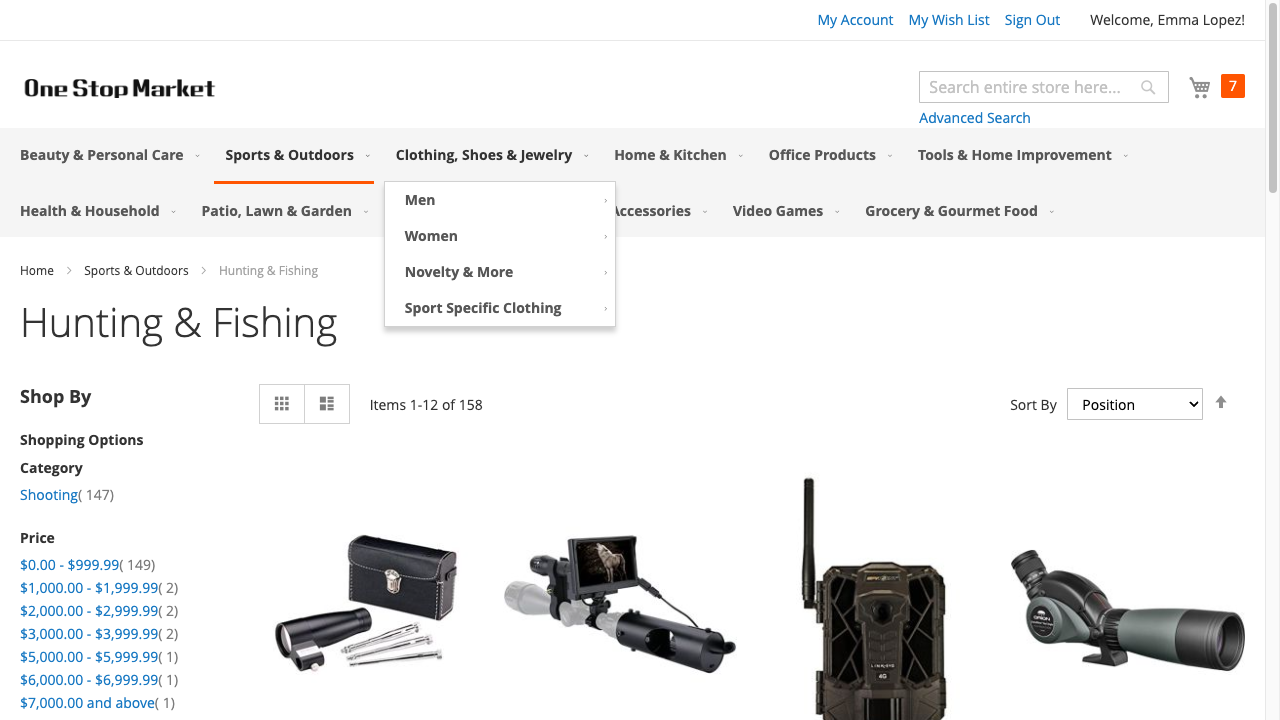 My Account My Wish List Sign Out Welcome, Emma Lopez!
One Stop Market
Search entire store here...
7
Advanced Search
Beauty & Personal Care Sports & Outdoors Clothing, Shoes & Jewelry Home & Kitchen Office Products Tools & Home Improvement
Health & Household Patio, Lawn & Garden Accessories Video Games Grocery & Gourmet Food
Men
Women
Novelty & More
Sport Specific Clothing
Home Sports & Outdoors Hunting & Fishing
Hunting & Fishing
Shop By
Items 1-12 of 158
Sort By Position
Shopping Options
Category
Shooting( 147)
Price
$0.00 - $999.99( 149)
$1,000.00 - $1,999.99( 2)
$2,000.00 - $2,999.99( 2)
$3,000.00 - $3,999.99( 2)
$5,000.00 - $5,999.99( 1)
$6,000.00 - $6,999.99( 1)
$7,000.00 and above( 1)
4G